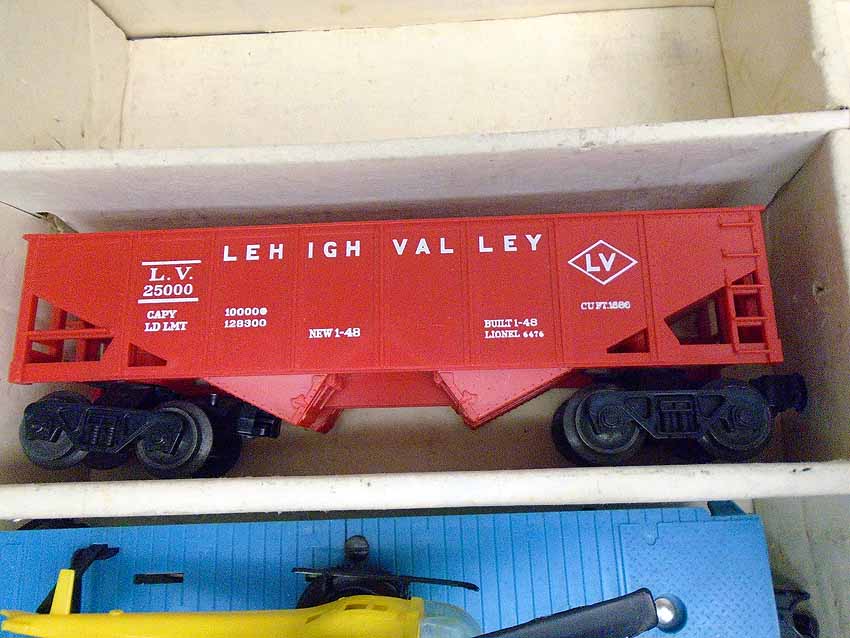 LEHIGH VALLEY
L.V.
25000
CAPY 100000
LD LMT 128300
NEW 1-48
BUILT 1-48
LIONEL 6476
LV
CU FT. 1886